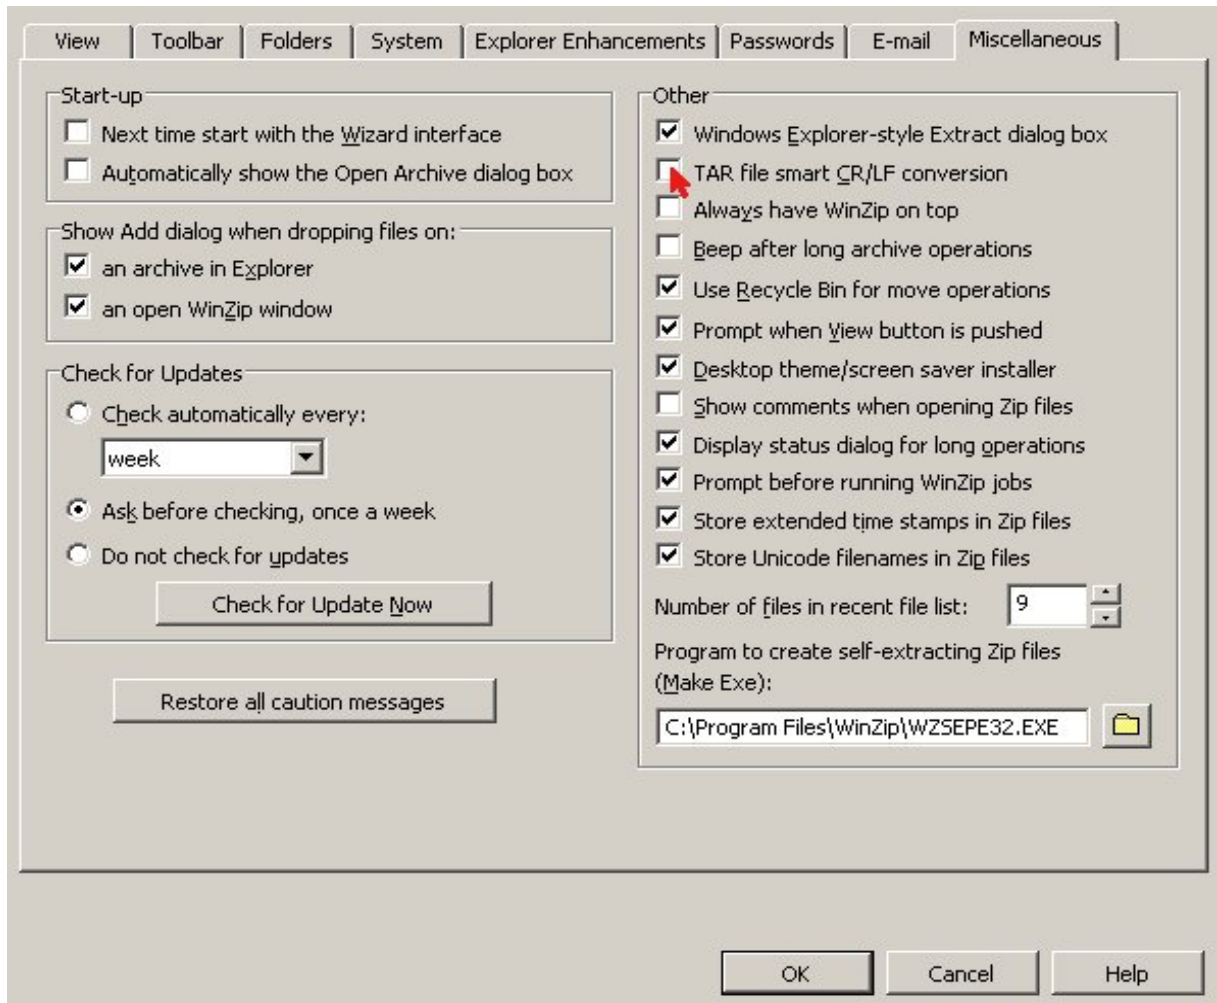 View Toolbar Folders System Explorer Enhancements Passwords E-mail Miscellaneous
Start-up
Next time start with the Wizard interface
Automatically show the Open Archive dialog box
Show Add dialog when dropping files on:
an archive in Explorer
an open WinZip window
Check for Updates
Check automatically every:
week
Ask before checking, once a week
Do not check for updates
Check for Update Now
Restore all caution messages
Other
Windows Explorer-style Extract dialog box
TAR file smart CR/LF conversion
Always have WinZip on top
Beep after long archive operations
Use Recycle Bin for move operations
Prompt when View button is pushed
Desktop theme/screen saver installer
Show comments when opening Zip files
Display status dialog for long operations
Prompt before running WinZip jobs
Store extended time stamps in Zip files
Store Unicode filenames in Zip files
Number of files in recent file list: 9
Program to create self-extracting Zip files
(Make Exe):
C:\Program Files\WinZip\WZSEPE32.EXE
OK Cancel Help